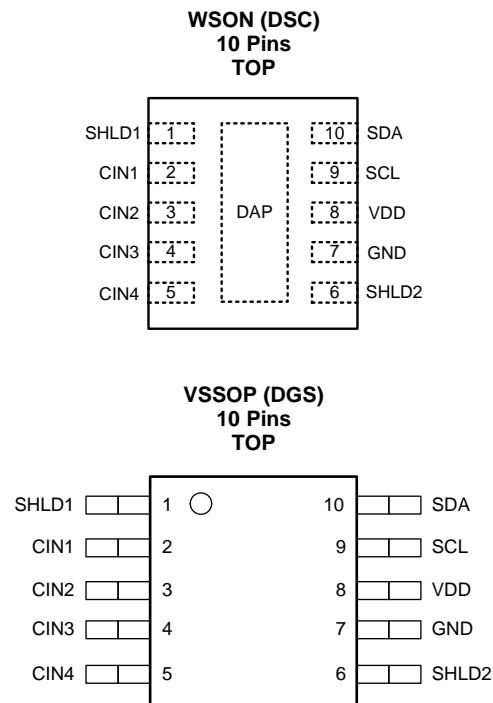 WSON (DSC)
10 Pins
TOP
SHLD1 1 10 SDA
CIN1 2 9 SCL
CIN2 3 DAP 8 VDD
CIN3 4 7 GND
CIN4 5 6 SHLD2
VSSOP (DGS)
10 Pins
TOP
SHLD1 1 10 SDA
CIN1 2 9 SCL
CIN2 3 8 VDD
CIN3 4 7 GND
CIN4 5 6 SHLD2